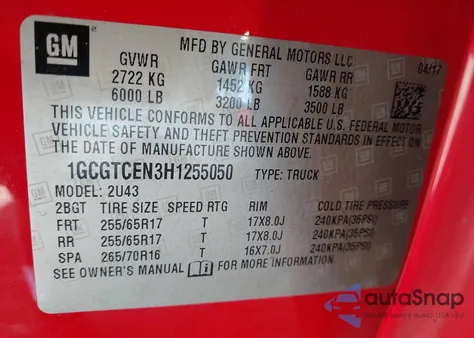 GM
MFD BY GENERAL MOTORS LLC
04/17
GVWR GAWR FRT GAWR RR
2722 KG 1452 KG 1588 KG
6000 LB 3200 LB 3500 LB
THIS VEHICLE CONFORMS TO ALL APPLICABLE U.S. FEDERAL MOTOR
VEHICLE SAFETY AND THEFT PREVENTION STANDARDS IN EFFECT ON
THE DATE OF MANUFACTURE SHOWN ABOVE.
1GCGTCEN3H1255050 TYPE: TRUCK
MODEL: 2U43
2BGT TIRE SIZE SPEED RTG RIM COLD TIRE PRESSURE
FRT 255/65R17 T 17X8.0J 240KPA(35PSI)
RR 255/65R17 T 17X8.0J 240KPA(35PSI)
SPA 265/70R16 T 16X7.0J 240KPA(35PSI)
SEE OWNER'S MANUAL FOR MORE INFORMATION
autoSnap